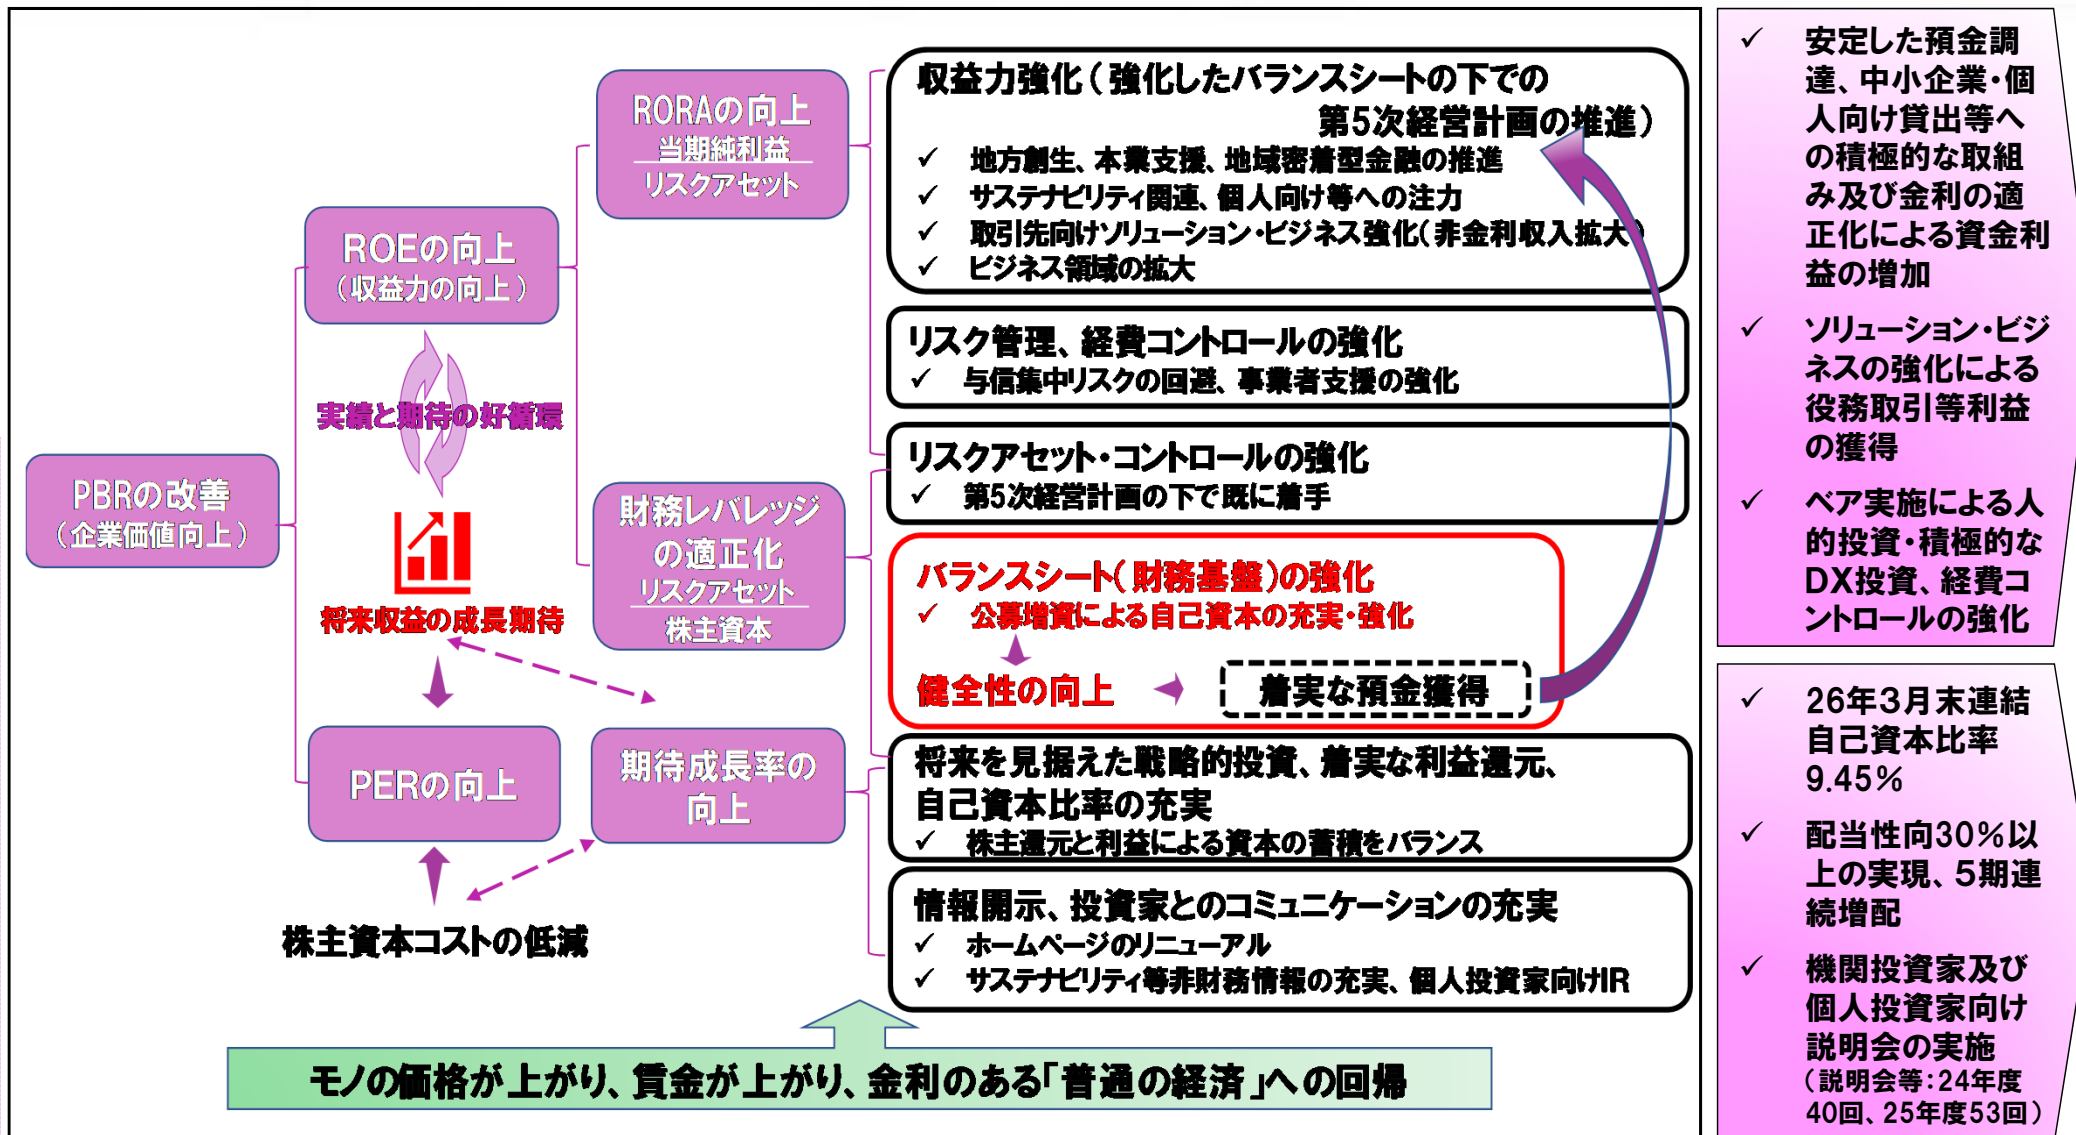 PBRの改善
（企業価値向上）
ROEの向上
（収益力の向上）
実績と期待の好循環
将来収益の成長期待
PERの向上
株主資本コストの低減
RORAの向上
当期純利益
リスクアセット
財務レバレッジ
の適正化
リスクアセット
株主資本
期待成長率の
向上
収益力強化（強化したバランスシートの下での
第5次経営計画の推進）
✓ 地方創生、本業支援、地域密着型金融の推進
✓ サステナビリティ関連、個人向け等への注力
✓ 取引先向けソリューション・ビジネス強化（非金利収入拡大）
✓ ビジネス領域の拡大
リスク管理、経費コントロールの強化
✓ 与信集中リスクの回避、事業者支援の強化
リスクアセット・コントロールの強化
✓ 第5次経営計画の下で既に着手
バランスシート（財務基盤）の強化
✓ 公募増資による自己資本の充実・強化
健全性の向上
着実な預金獲得
将来を見据えた戦略的投資、着実な利益還元、
自己資本比率の充実
✓ 株主還元と利益による資本の蓄積をバランス
情報開示、投資家とのコミュニケーションの充実
✓ ホームページのリニューアル
✓ サステナビリティ等非財務情報の充実、個人投資家向けIR
モノの価格が上がり、賃金が上がり、金利のある「普通の経済」への回帰
✓ 安定した預金調
達、中小企業・個
人向け貸出等へ
の積極的な取組
み及び金利の適
正化による資金利
益の増加
✓ ソリューション・ビジ
ネスの強化による
役務取引等利益
の獲得
✓ ベア実施による人
的投資・積極的な
DX投資、経費コ
ントロールの強化
✓ 26年3月末連結
自己資本比率
9.45%
✓ 配当性向30%以
上の実現、5期連
続増配
✓ 機関投資家及び
個人投資家向け
説明会の実施
（説明会等：24年度
40回、25年度53回）